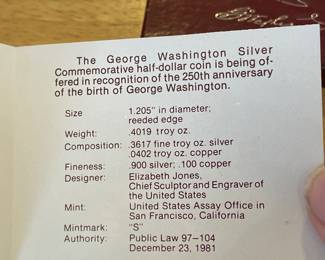 The George Washington Silver
Commemorative half-dollar coin is being of-
fered in recognition of the 250th anniversary
of the birth of George Washington.
Size 1.205" in diameter;
reeded edge
Weight: .4019 troy oz.
Composition: .3617 fine troy oz. silver
.0402 troy oz. copper
Fineness: .900 silver; .100 copper
Designer: Elizabeth Jones,
Chief Sculptor and Engraver of
the United States
Mint: United States Assay Office in
San Francisco, California
Mintmark: "S"
Authority: Public Law 97-104
December 23, 1981